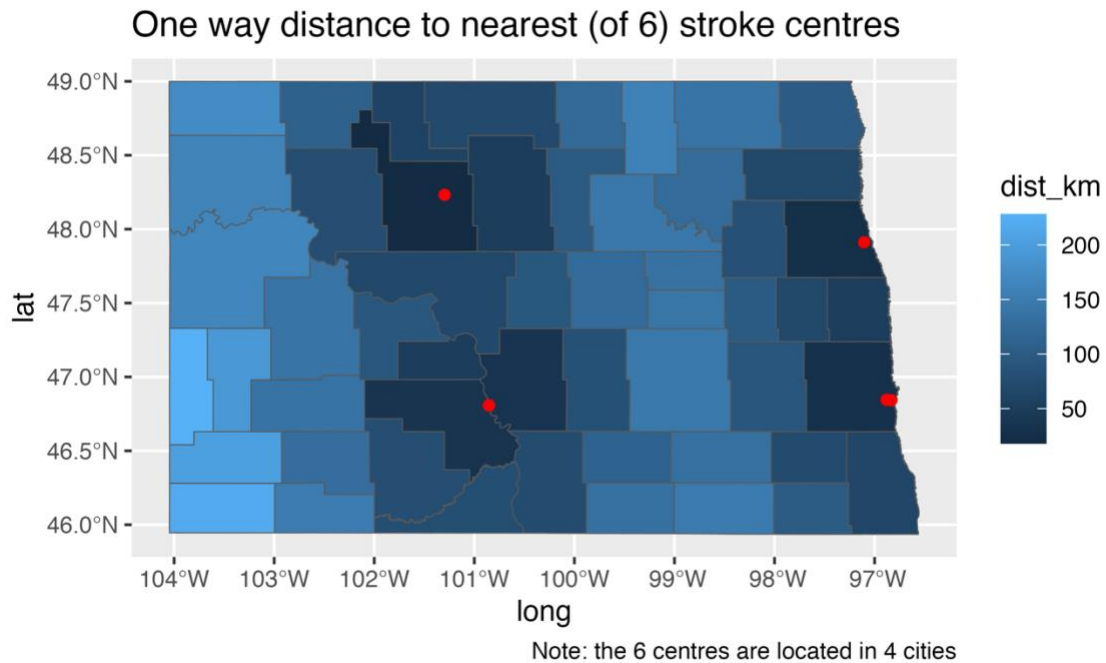 One way distance to nearest (of 6) stroke centres
49.0°N
48.5°N
48.0°N
47.5°N
47.0°N
46.5°N
46.0°N
lat
104°W 103°W 102°W 101°W 100°W 99°W 98°W 97°W
long
dist_km
200
150
100
50
Note: the 6 centres are located in 4 cities